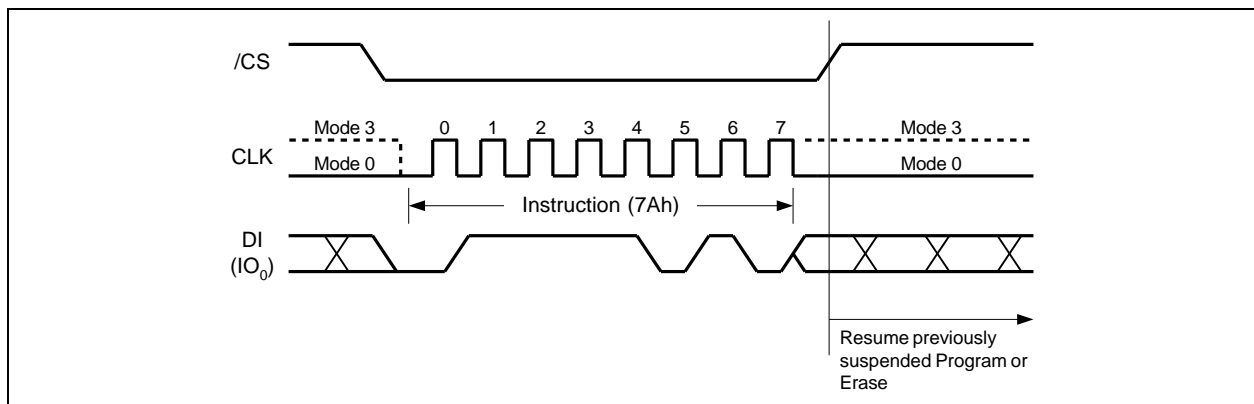 /CS
Mode 3
0 1 2 3 4 5 6 7
Mode 3
CLK
Mode 0
Mode 0
Instruction (7Ah)
DI
(IO0)
Resume previously
suspended Program or
Erase